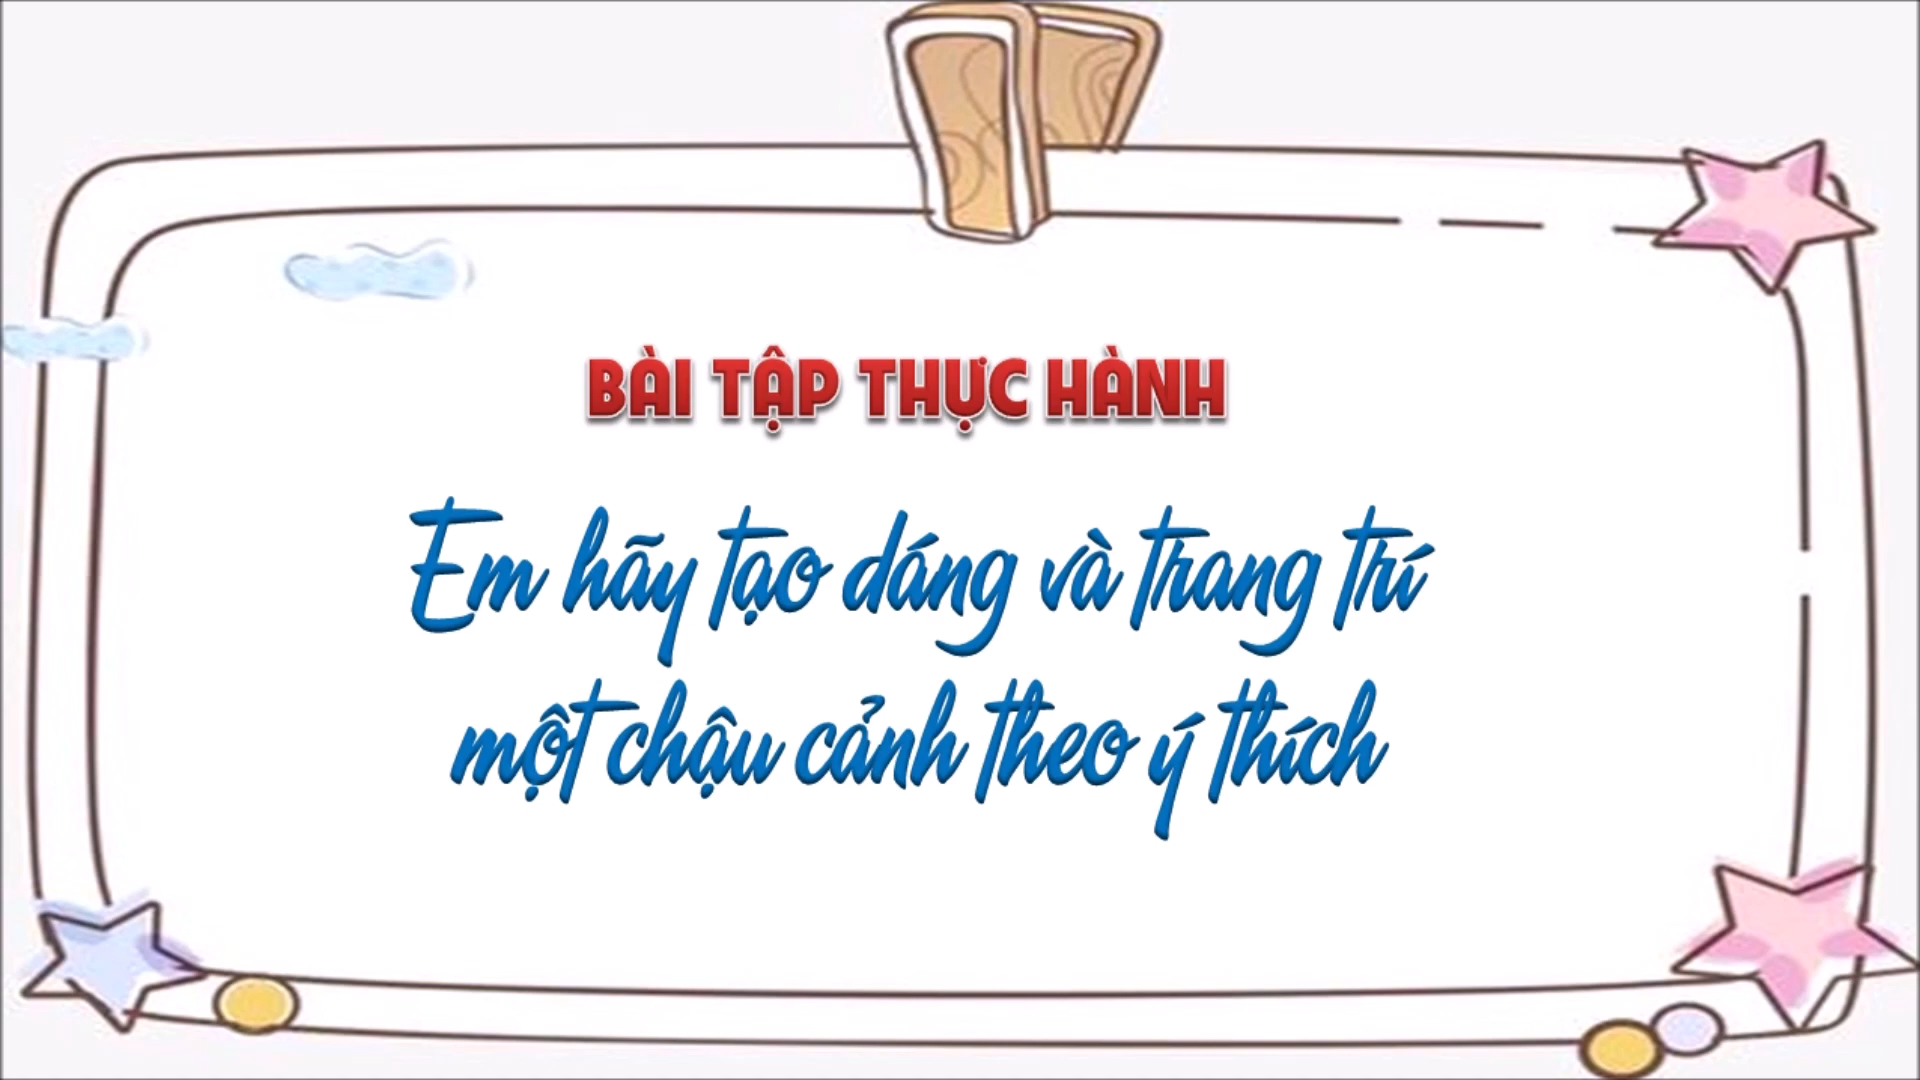 BÀI TẬP THỰC HÀNH
Em hãy tạo dáng và trang trí
một chậu cảnh theo ý thích